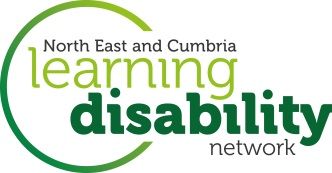 North East and Cumbria
learning
disability
network